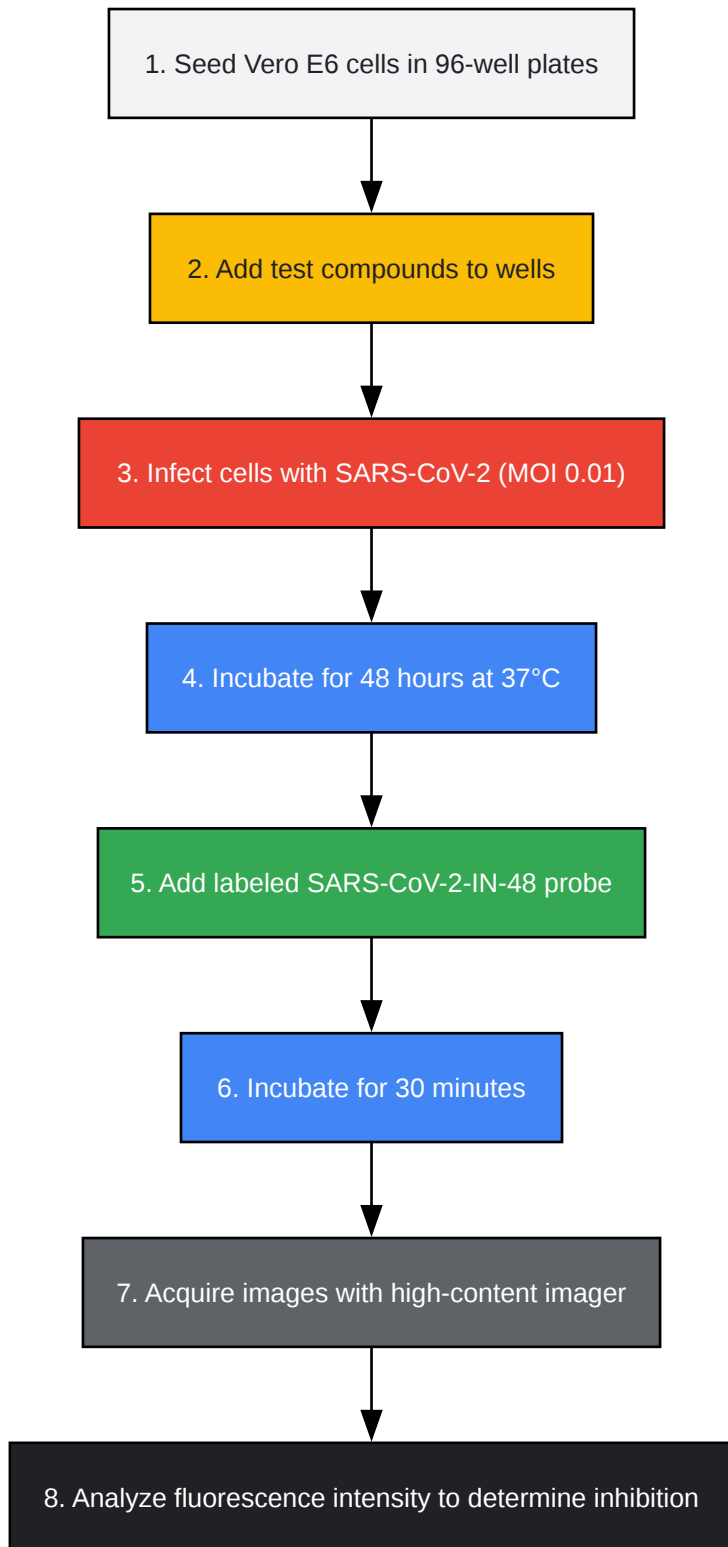 1. Seed Vero E6 cells in 96-well plates
2. Add test compounds to wells
3. Infect cells with SARS-CoV-2 (MOI 0.01)
4. Incubate for 48 hours at 37°C
5. Add labeled SARS-CoV-2-IN-48 probe
6. Incubate for 30 minutes
7. Acquire images with high-content imager
8. Analyze fluorescence intensity to determine inhibition